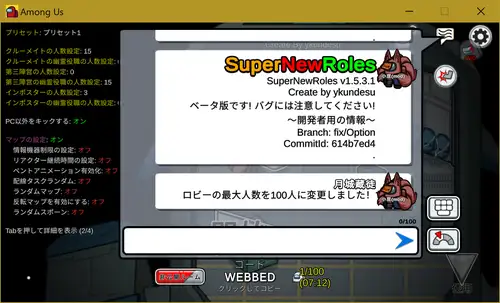 Among Us
プリセット: プリセット1
クルーメイトの人数設定: 15
クルーメイトの幽霊役職の人数設定:
第三陣営の人数設定: 0
第三陣営の幽霊役職の人数設定: 15
インポスターの人数設定: 3
インポスターの幽霊役職の人数設定:
PC以外をキックする: オン
マップの設定: オフ
情報機器制限の設定: オフ
リアクター継続時間の設定: オフ
ベントアニメーション有効化: オフ
配線タスクランダム: オフ
ランダムマップ: オフ
反転マップを有効にする: オフ
ランダムスポーン: オフ
Tabを押して詳細を表示 (2/4)
Create by ykundesu
SuperNewRoles
SuperNewRoles v1.5.3.1
Create by ykundesu
ベータ版です! バグには注意してください!
~開発者用の情報~
Branch: fix/Option
CommitId: 614b7ed4
月城蔵徒
ロビーの最大人数を100人に変更しました!
0/100
コード
WEBBED
クリックしてコピー
1/100
(07:12)